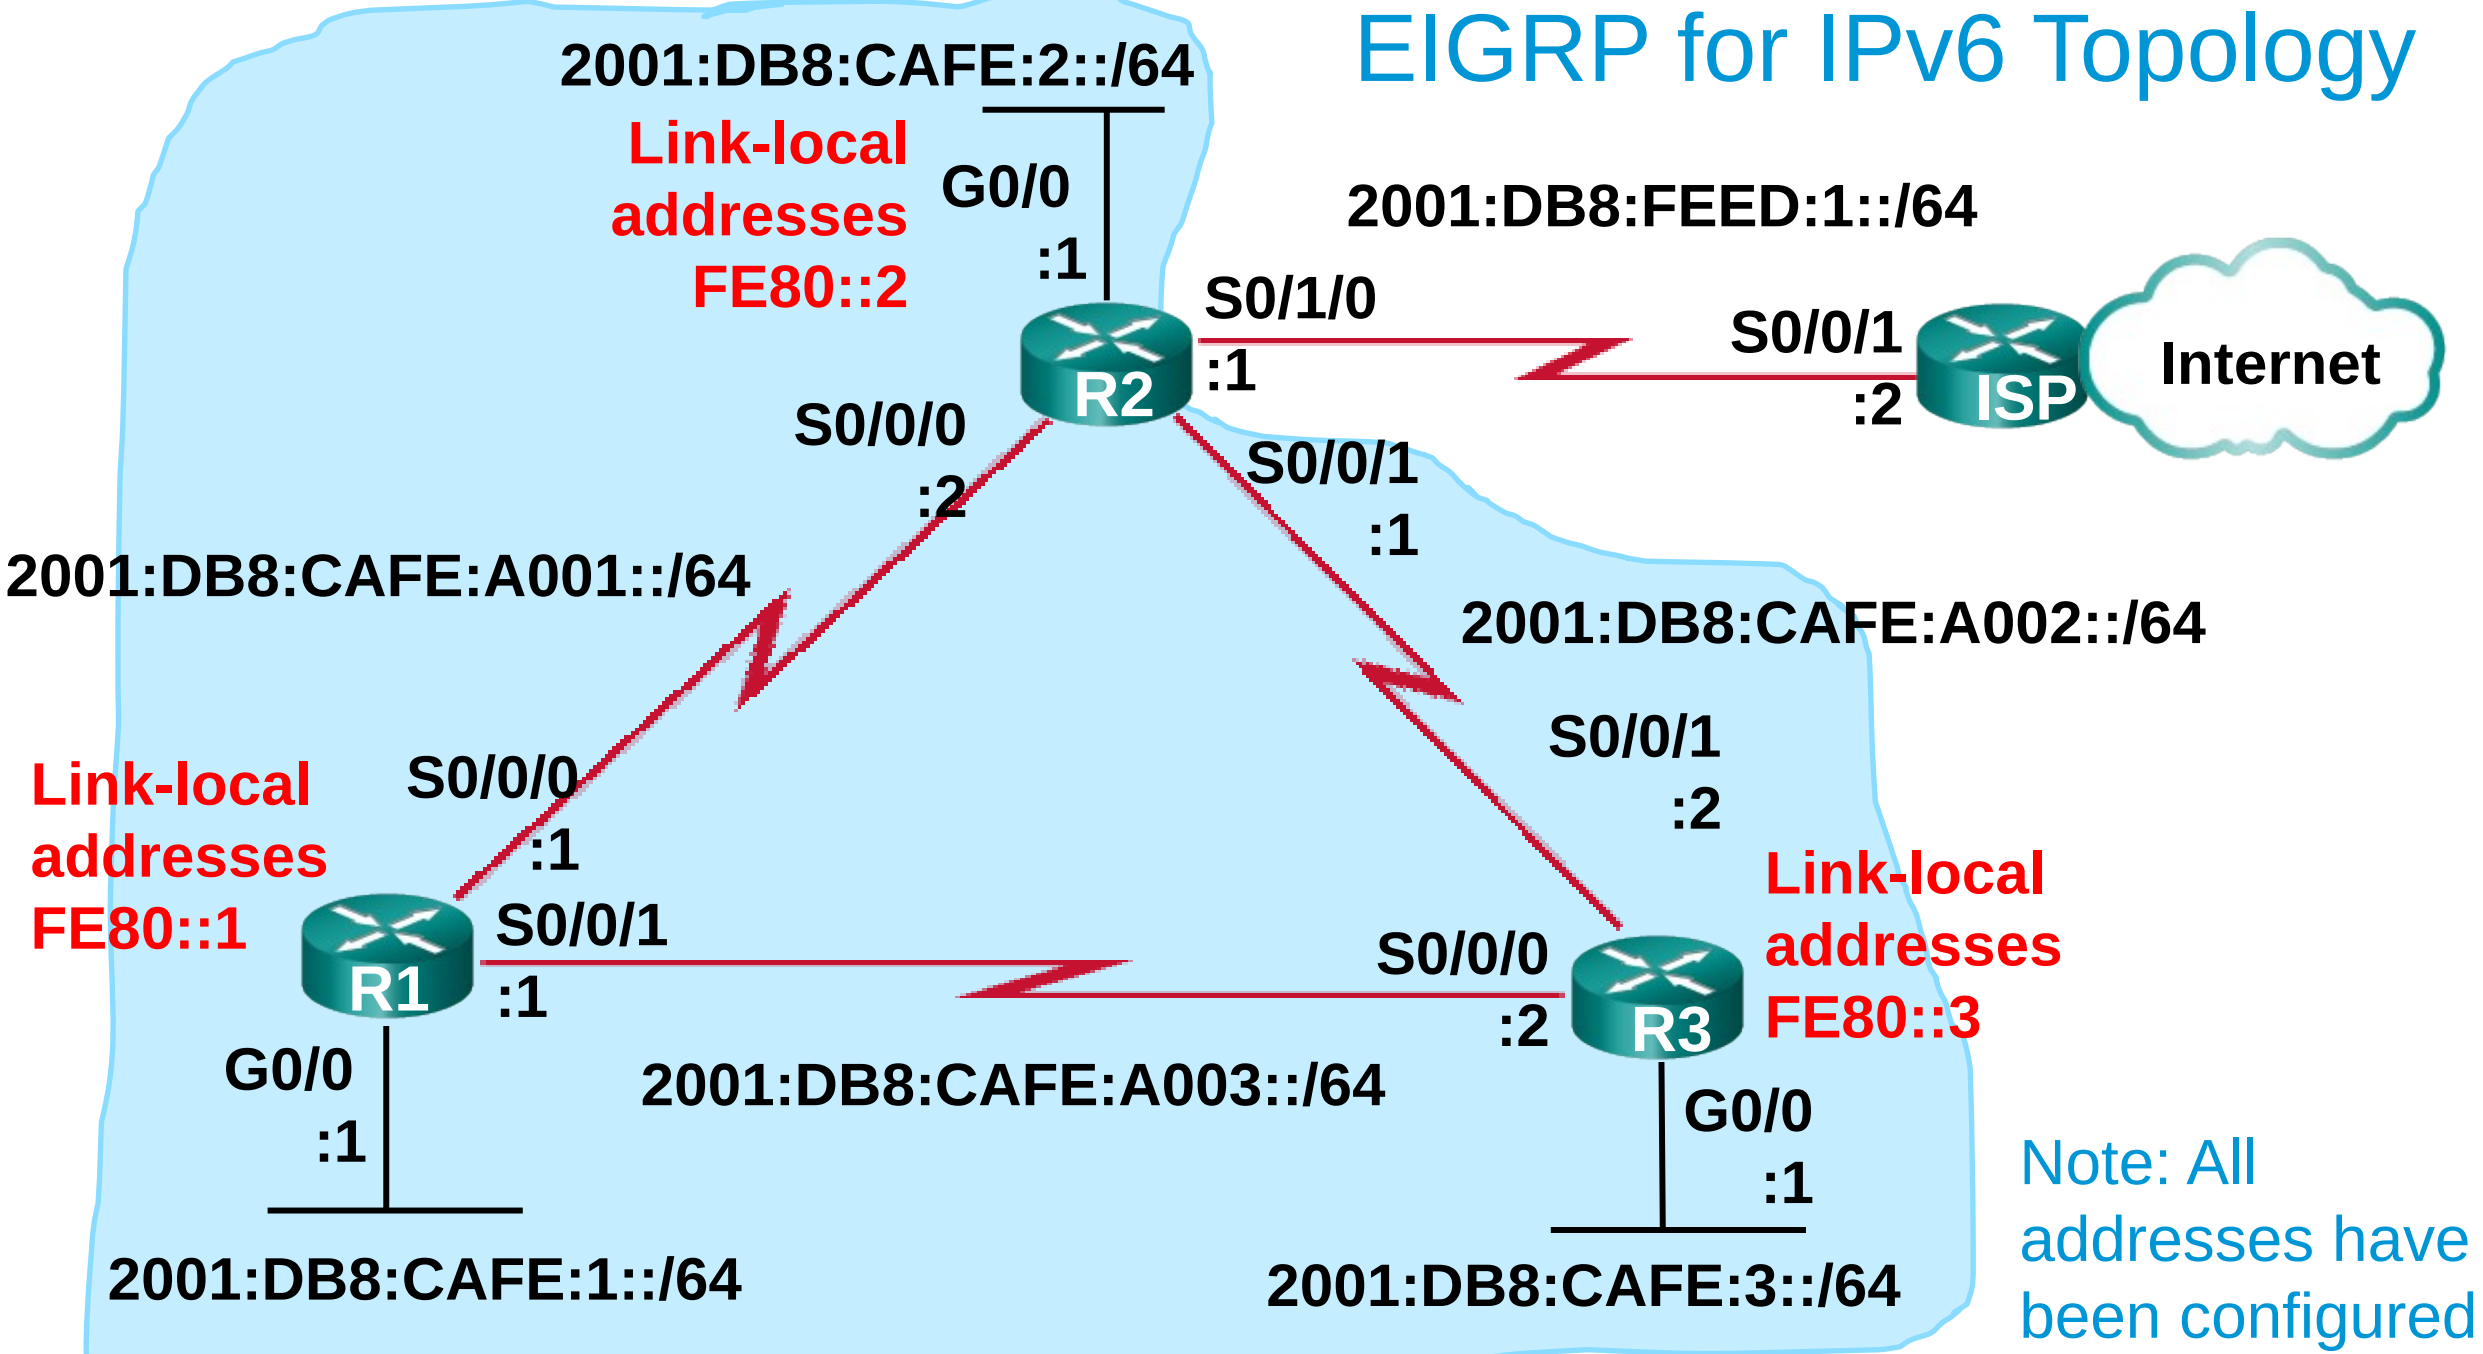 EIGRP for IPv6 Topology
2001:DB8:CAFE:2::/64
Link-local
addresses
FE80::2
G0/0
:1
2001:DB8:FEED:1::/64
S0/1/0
:1
S0/0/1
:2
R2
ISP
Internet
S0/0/0
:2
S0/0/1
:1
2001:DB8:CAFE:A001::/64
2001:DB8:CAFE:A002::/64
S0/0/1
:2
Link-local
addresses
FE80::1
S0/0/0
:1
Link-local
addresses
FE80::3
R1
S0/0/1
:1
S0/0/0
:2
R3
G0/0
:1
2001:DB8:CAFE:A003::/64
G0/0
:1
2001:DB8:CAFE:1::/64
2001:DB8:CAFE:3::/64
Note: All
addresses have
been configured